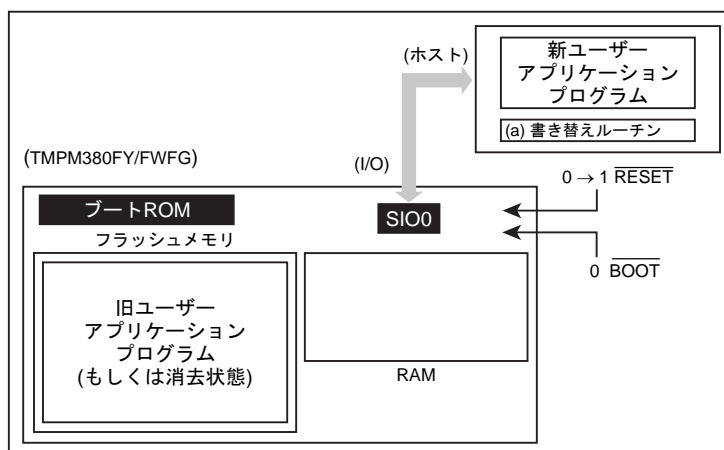 (ホスト)
新ユーザー
アプリケーション
プログラム
(a) 書き替えルーチン
(TMPM380FY/FWFG)
(I/O)
0 → 1 RESET
ブートROM
SIO0
フラッシュメモリ
0 BOOT
旧ユーザー
アプリケーション
プログラム
(もしくは消去状態)
RAM